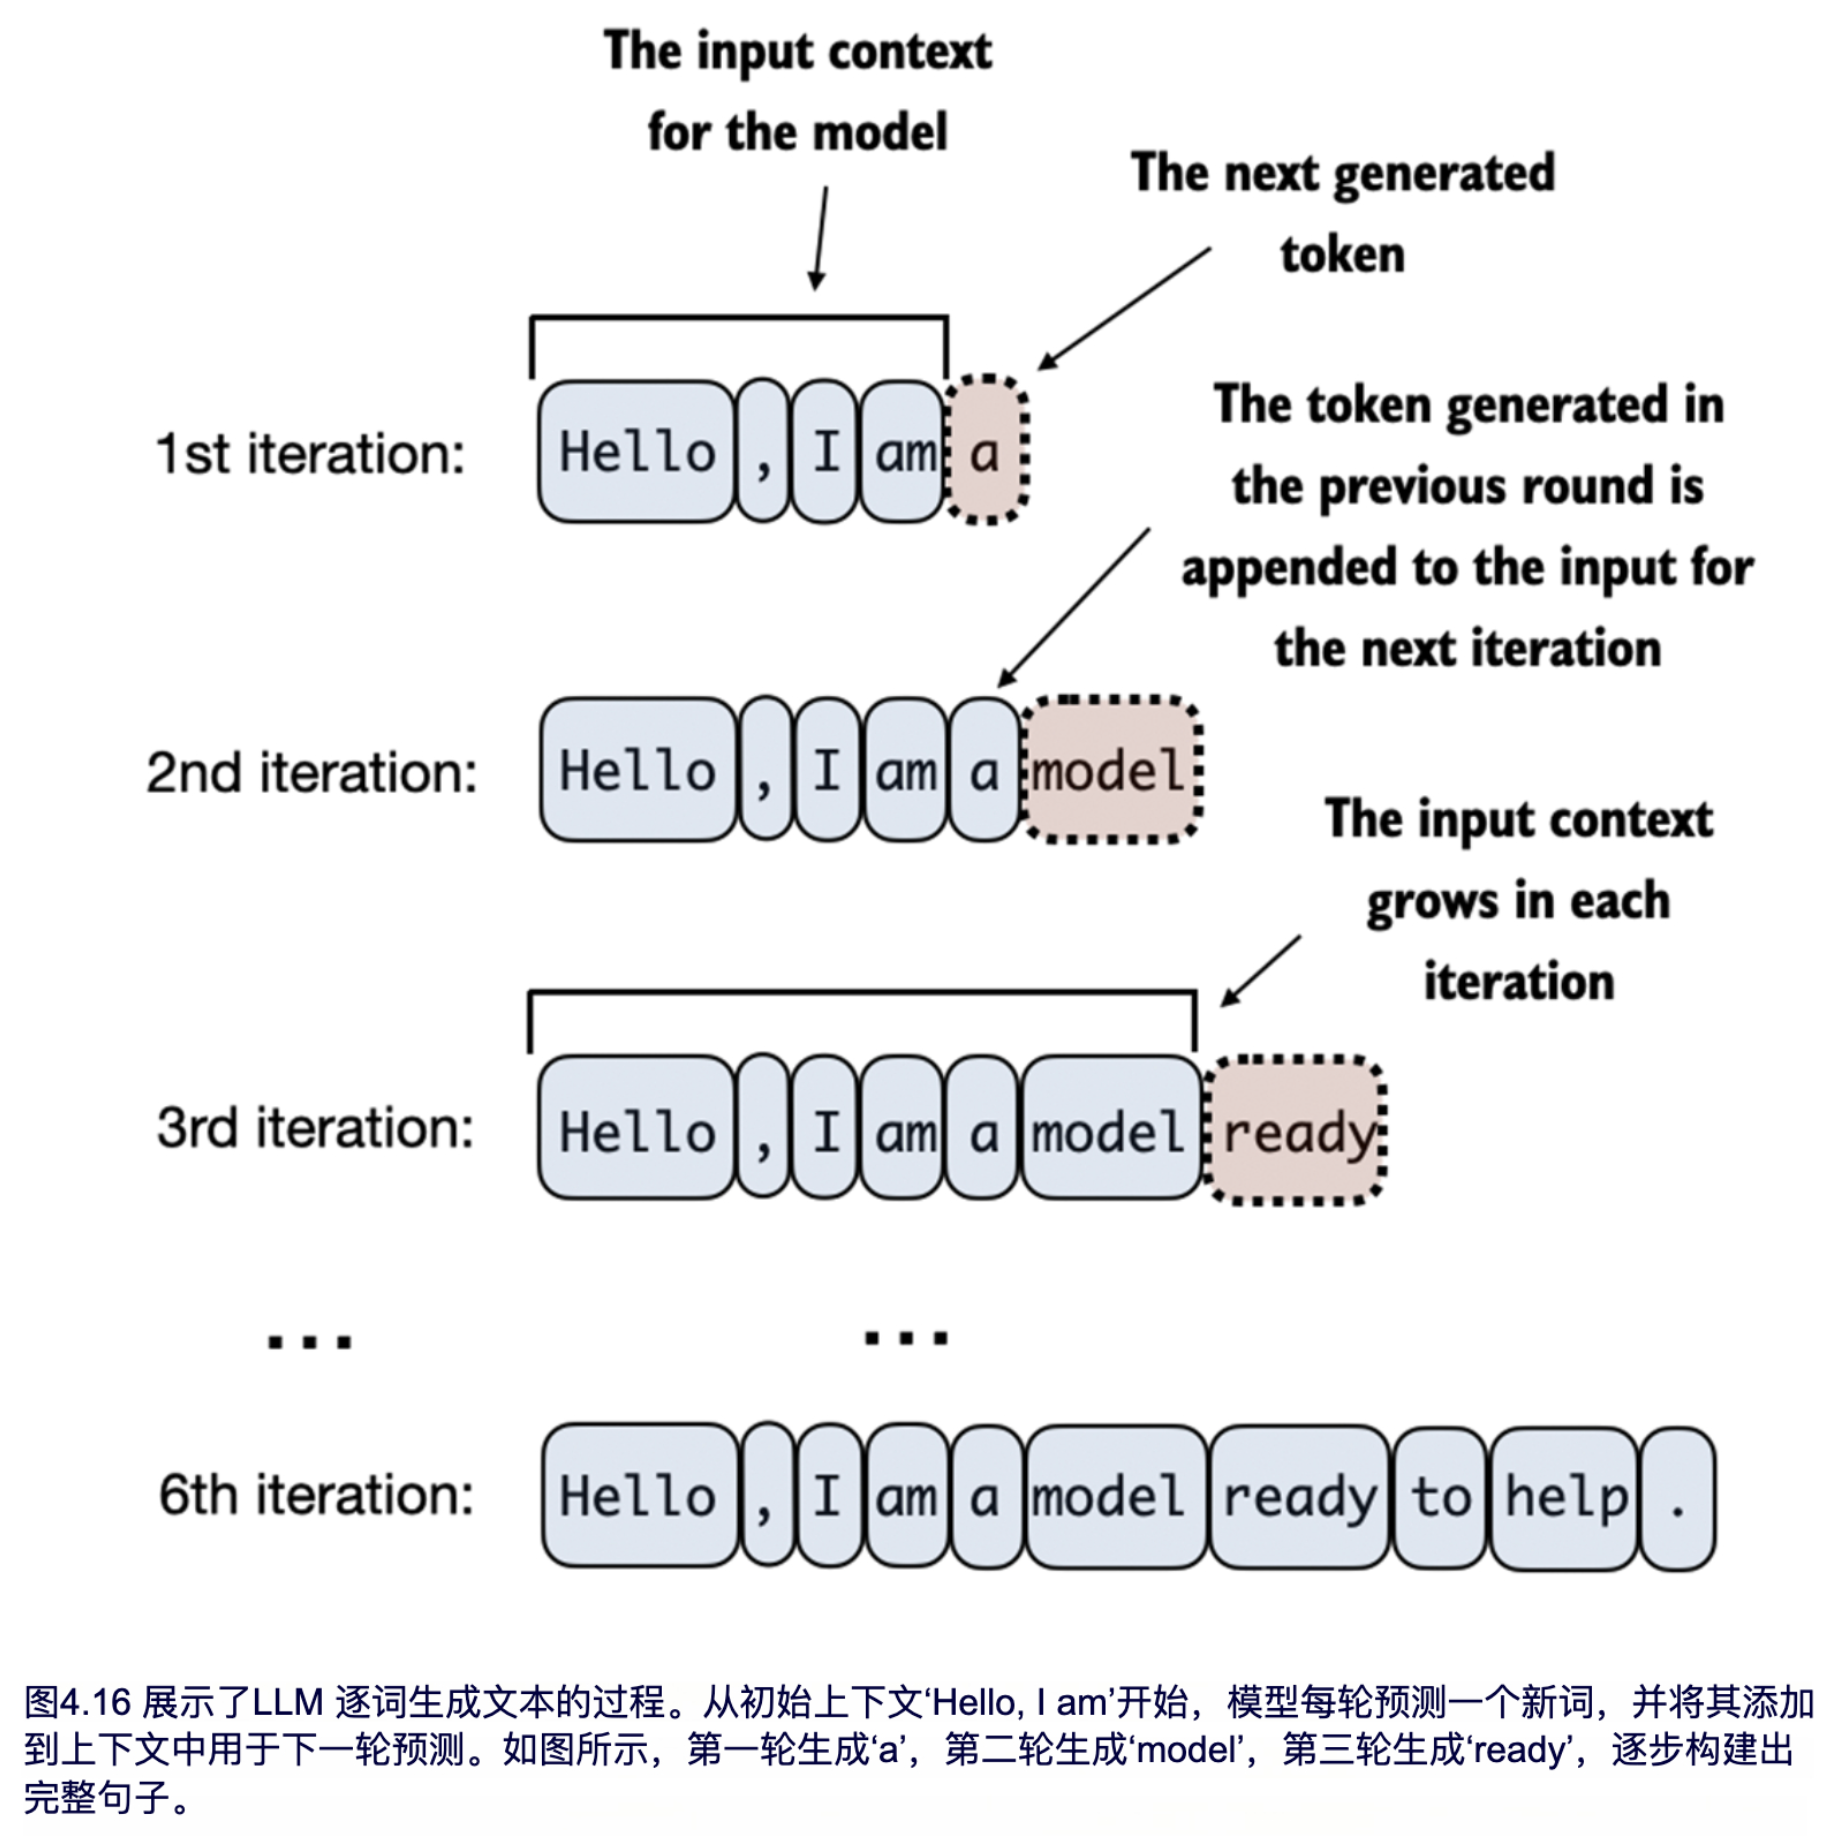 The input context
for the model
The next generated
token
1st iteration: Hello , I am a
The token generated in
the previous round is
appended to the input for
the next iteration
2nd iteration: Hello , I am a model
The input context
grows in each
iteration
3rd iteration: Hello , I am a model ready
... ...
6th iteration: Hello , I am a model ready to help .
图4.16 展示了LLM 逐词生成文本的过程。从初始上下文‘Hello, I am’开始，模型每轮预测一个新词，并将其添加
到上下文中用于下一轮预测。如图所示，第一轮生成‘a’，第二轮生成‘model’，第三轮生成‘ready’，逐步构建出
完整句子。